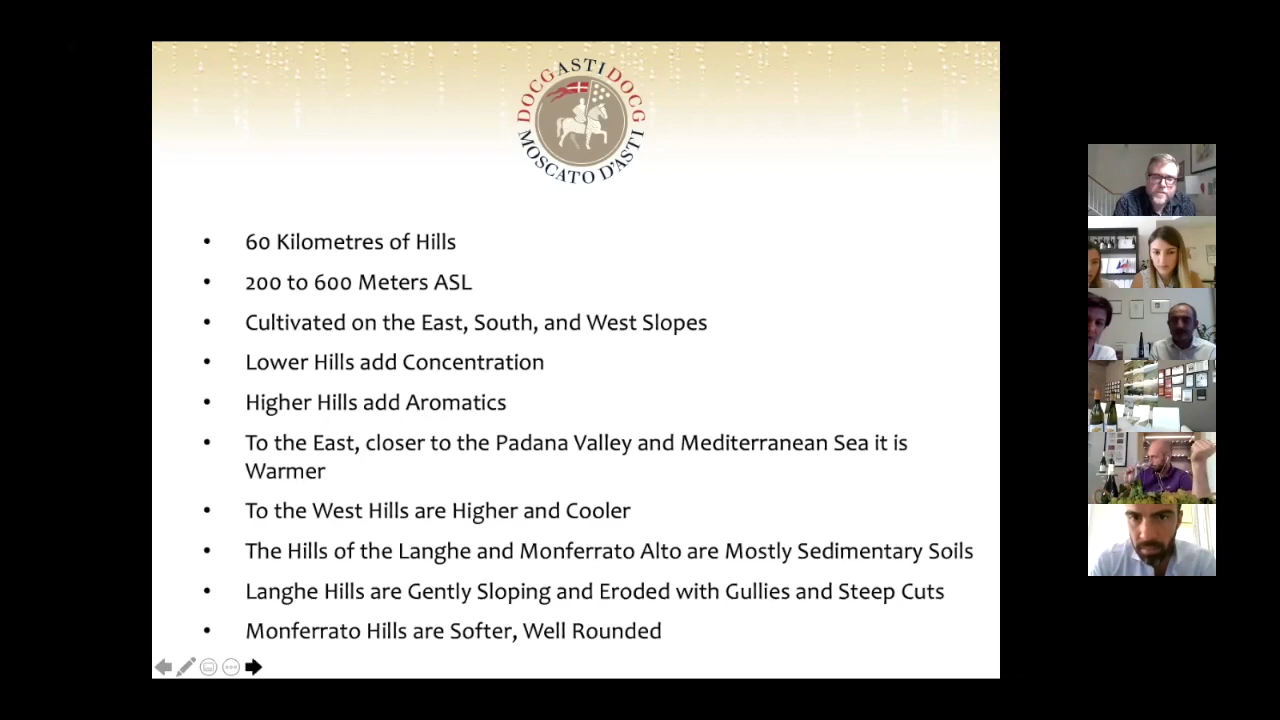 DOCG ASTI DOCG
MOSCATO D'ASTI
• 60 Kilometres of Hills
• 200 to 600 Meters ASL
• Cultivated on the East, South, and West Slopes
• Lower Hills add Concentration
• Higher Hills add Aromatics
• To the East, closer to the Padana Valley and Mediterranean Sea it is
Warmer
• To the West Hills are Higher and Cooler
• The Hills of the Langhe and Monferrato Alto are Mostly Sedimentary Soils
• Langhe Hills are Gently Sloping and Eroded with Gullies and Steep Cuts
• Monferrato Hills are Softer, Well Rounded